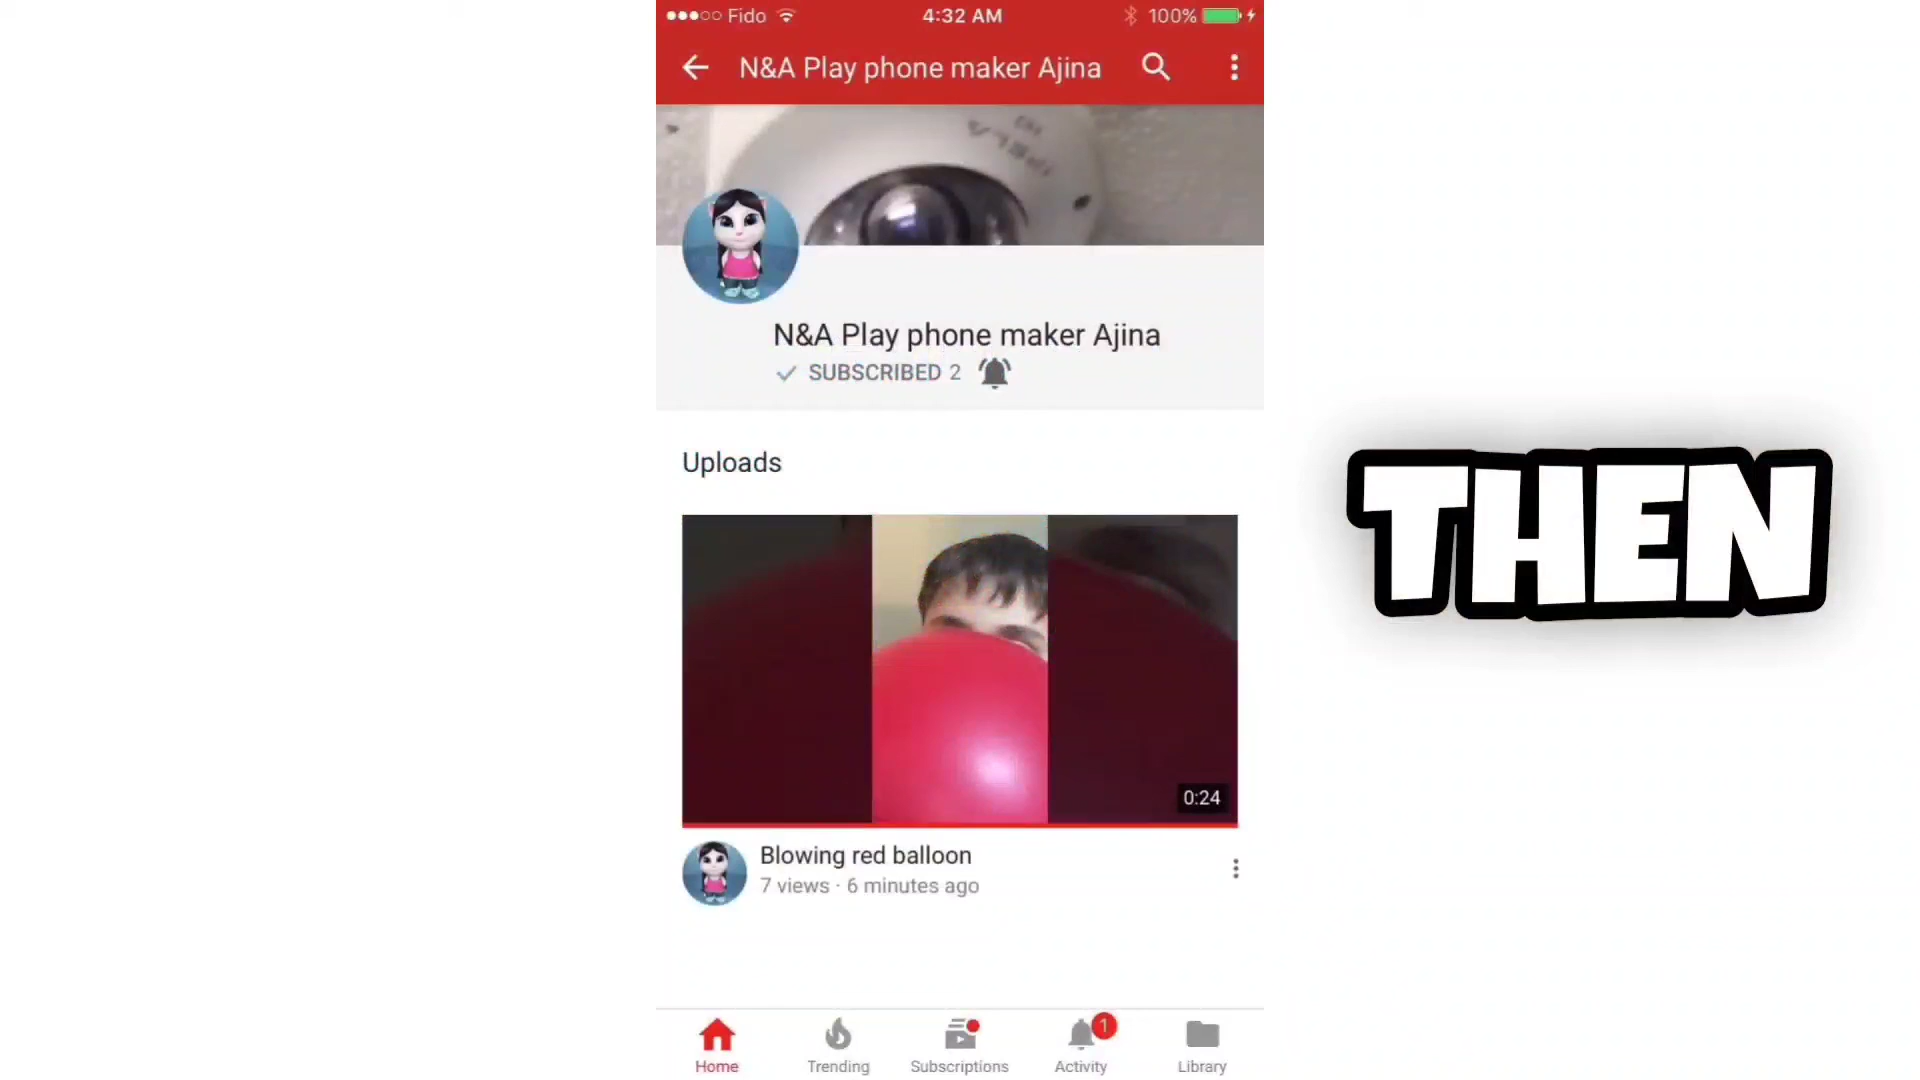 Fido
4:32 AM
100%
N&A Play phone maker Ajina
N&A Play phone maker Ajina
SUBSCRIBED 2
Uploads
0:24
Blowing red balloon
7 views · 6 minutes ago
THEN
Home
Trending
Subscriptions
1
Activity
Library